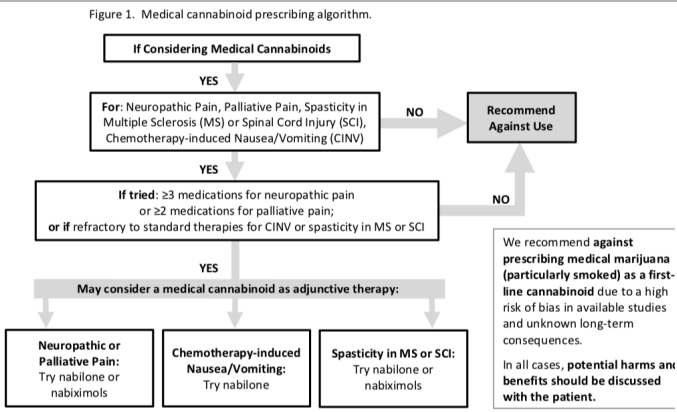 Figure 1. Medical cannabinoid prescribing algorithm.
If Considering Medical Cannabinoids
YES
For: Neuropathic Pain, Palliative Pain, Spasticity in
Multiple Sclerosis (MS) or Spinal Cord Injury (SCI),
Chemotherapy-induced Nausea/Vomiting (CINV)
NO
Recommend
Against Use
YES
If tried: ≥3 medications for neuropathic pain
or ≥2 medications for palliative pain;
or if refractory to standard therapies for CINV or spasticity in MS or SCI
NO
YES
May consider a medical cannabinoid as adjunctive therapy:
Neuropathic or
Palliative Pain:
Try nabilone or
nabiximols
Chemotherapy-induced
Nausea/Vomiting:
Try nabilone
Spasticity in MS or SCI:
Try nabilone or
nabiximols
We recommend against
prescribing medical marijuana
(particularly smoked) as a first-
line cannabinoid due to a high
risk of bias in available studies
and unknown long-term
consequences.
In all cases, potential harms and
benefits should be discussed
with the patient.